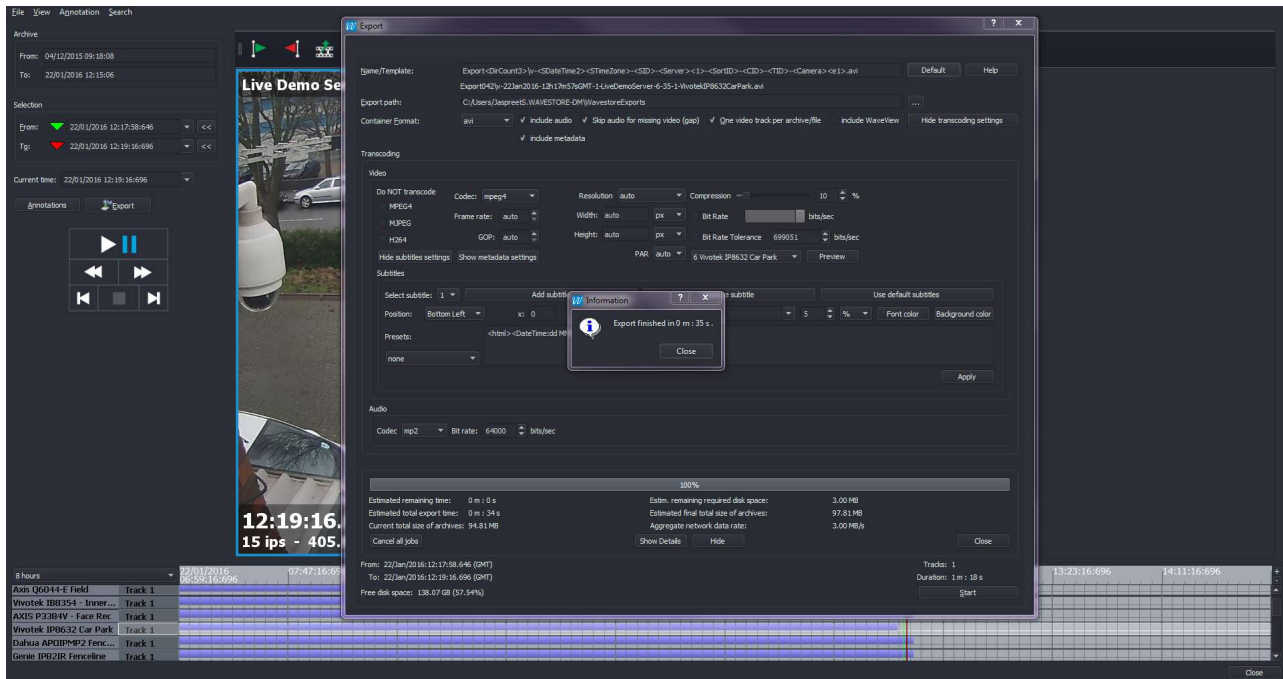 File View Annotation Search
Export
? X
Archive
From: 04/12/2015 09:18:08
To: 22/01/2016 12:15:06
Live Demo Se
Name/Template: Export<DirCount3>\v-<SDateTime2><STimeZone>-<SID>-<Server><1>-<SortID>-<CID>-<TID>-<Camera><e1>.avi Default Help
Export042\v-22Jan2016-12h17m57sGMT-1-LiveDemoServer-6-35-1-VivotekIP8632CarPark.avi
Selection
Export path: C:/Users/JaspreetS.WAVESTORE-DM\WavestoreExports ...
From: 22/01/2016 12:17:58:646 <<
Container Format: avi include audio Skip audio for missing video (gap) One video track per archive/file include WaveView Hide transcoding settings
include metadata
To: 22/01/2016 12:19:16:696 <<
Transcoding
Video
Current time: 22/01/2016 12:19:16:696
Annotations Export
Do NOT transcode Codec: mpeg4 Resolution auto Compression 10 %
MPEG4 Frame rate: auto Width: auto px Bit Rate bits/sec
MJPEG
H264 GOP: auto Height: auto px Bit Rate Tolerance 699051 bits/sec
Hide subtitles settings Show metadata settings PAR auto 6 Vivotek IP8632 Car Park Preview
Subtitles
Select subtitle: 1 Add subtitle e subtitle Use default subtitles
Position: Bottom Left x: 0 5 % Font color Background color
Presets: <html><DateTime:dd MM
none
Apply
Information ? X
Export finished in 0 m : 35 s .
Close
Audio
Codec mp2 Bit rate: 64000 bits/sec
100%
Estimated remaining time: 0 m : 0 s Estim. remaining required disk space: 3.00 MB
Estimated total export time: 0 m : 34 s Estimated final total size of archives: 97.81 MB
Current total size of archives: 94.81 MB Aggregate network data rate: 3.00 MB/s
Cancel all jobs Show Details Hide Close
12:19:16.
15 ips - 405.
From: 22/Jan/2016:12:17:58.646 (GMT) Tracks: 1
To: 22/Jan/2016:12:19:16.696 (GMT) Duration: 1 m : 18 s
Free disk space: 138.07 GB (57.54%) Start
8 hours 22/01/2016 06:59:16:696 07:47:16:69 13:23:16:696 14:11:16:696
Axis Q6044-E Field Track 1
Vivotek IB8354 - Inner... Track 1
AXIS P3384V - Face Rec Track 1
Vivotek IP8632 Car Park Track 1
Dahua APOIPMP2 Fenc... Track 1
Genie IPB2IR Fenceline Track 1
Close